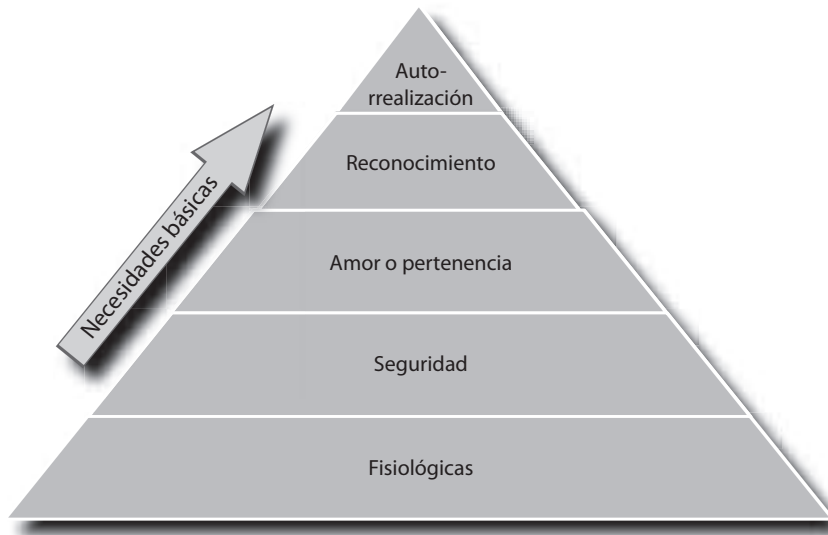 Auto-
rrealización
Reconocimiento
Amor o pertenencia
Necesidades básicas
Seguridad
Fisiológicas